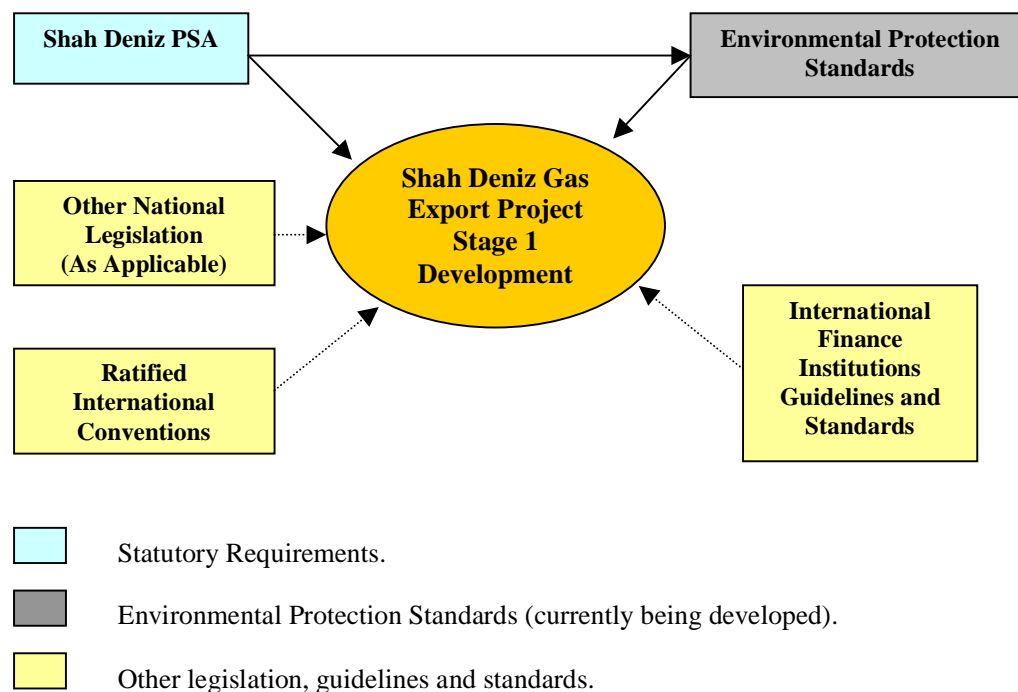 Shah Deniz PSA
Environmental Protection
Standards
Shah Deniz Gas
Export Project
Stage 1
Development
Other National
Legislation
(As Applicable)
International
Finance
Institutions
Guidelines and
Standards
Ratified
International
Conventions
Statutory Requirements.
Environmental Protection Standards (currently being developed).
Other legislation, guidelines and standards.